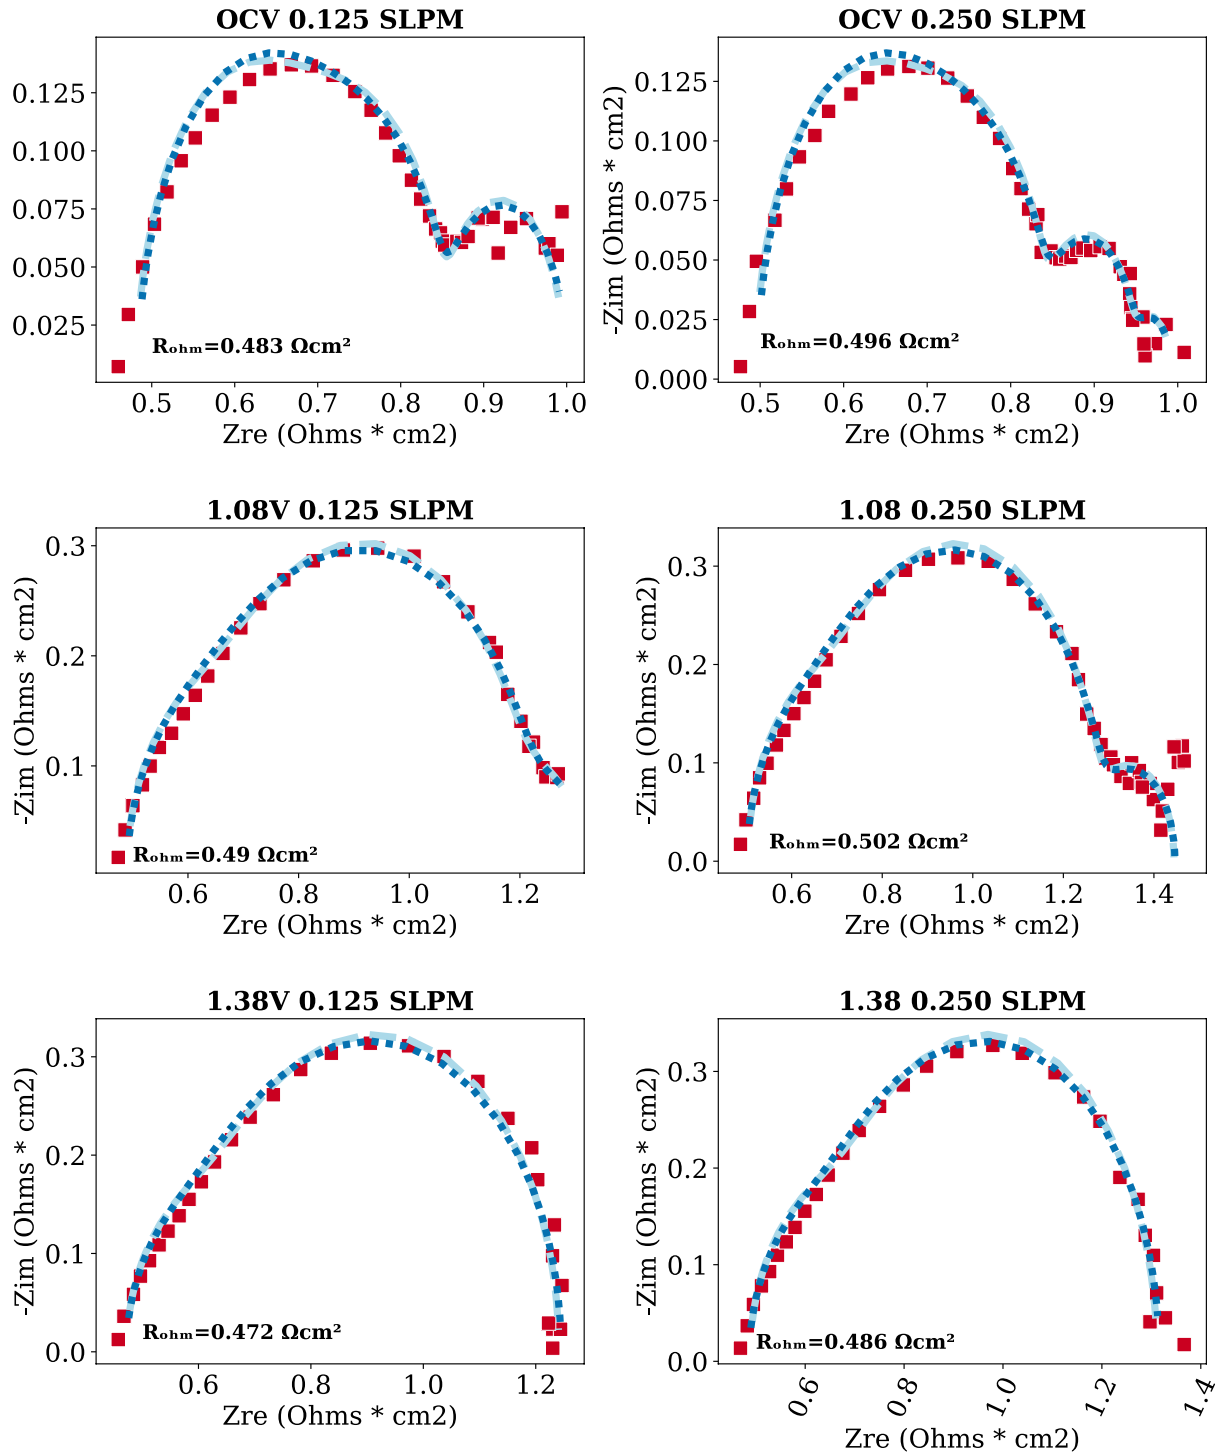 OCV 0.125 SLPM
0.125
0.100
0.075
0.050
0.025
Rₒₕₘ=0.483 Ωcm²
0.5 0.6 0.7 0.8 0.9 1.0
Zre (Ohms * cm2)
OCV 0.250 SLPM
-Zim (Ohms * cm2)
0.125
0.100
0.075
0.050
0.025
0.000
Rₒₕₘ=0.496 Ωcm²
0.5 0.6 0.7 0.8 0.9 1.0
Zre (Ohms * cm2)
1.08V 0.125 SLPM
-Zim (Ohms * cm2)
0.3
0.2
0.1
Rₒₕₘ=0.49 Ωcm²
0.6 0.8 1.0 1.2
Zre (Ohms * cm2)
1.08 0.250 SLPM
-Zim (Ohms * cm2)
0.3
0.2
0.1
0.0
Rₒₕₘ=0.502 Ωcm²
0.6 0.8 1.0 1.2 1.4
Zre (Ohms * cm2)
1.38V 0.125 SLPM
-Zim (Ohms * cm2)
0.3
0.2
0.1
0.0
Rₒₕₘ=0.472 Ωcm²
0.6 0.8 1.0 1.2
Zre (Ohms * cm2)
1.38 0.250 SLPM
-Zim (Ohms * cm2)
0.3
0.2
0.1
0.0
Rₒₕₘ=0.486 Ωcm²
0.6 0.8 1.0 1.2 1.4
Zre (Ohms * cm2)